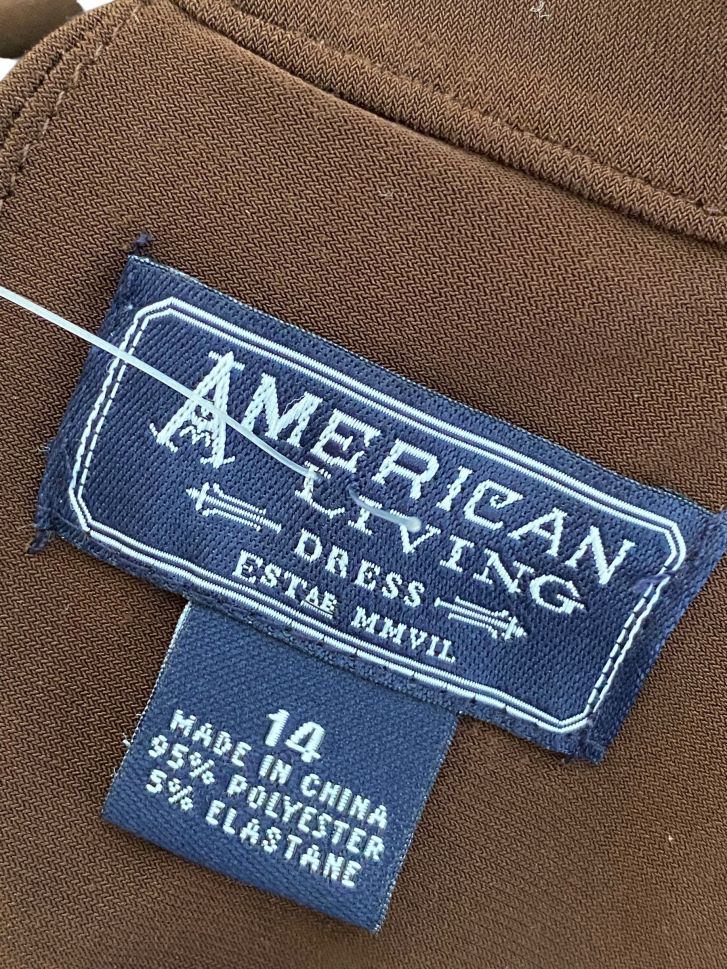 AMERICAN
LIVING
DRESS
ESTAB MMVII
14
MADE IN CHINA
95% POLYESTER
5% ELASTANE